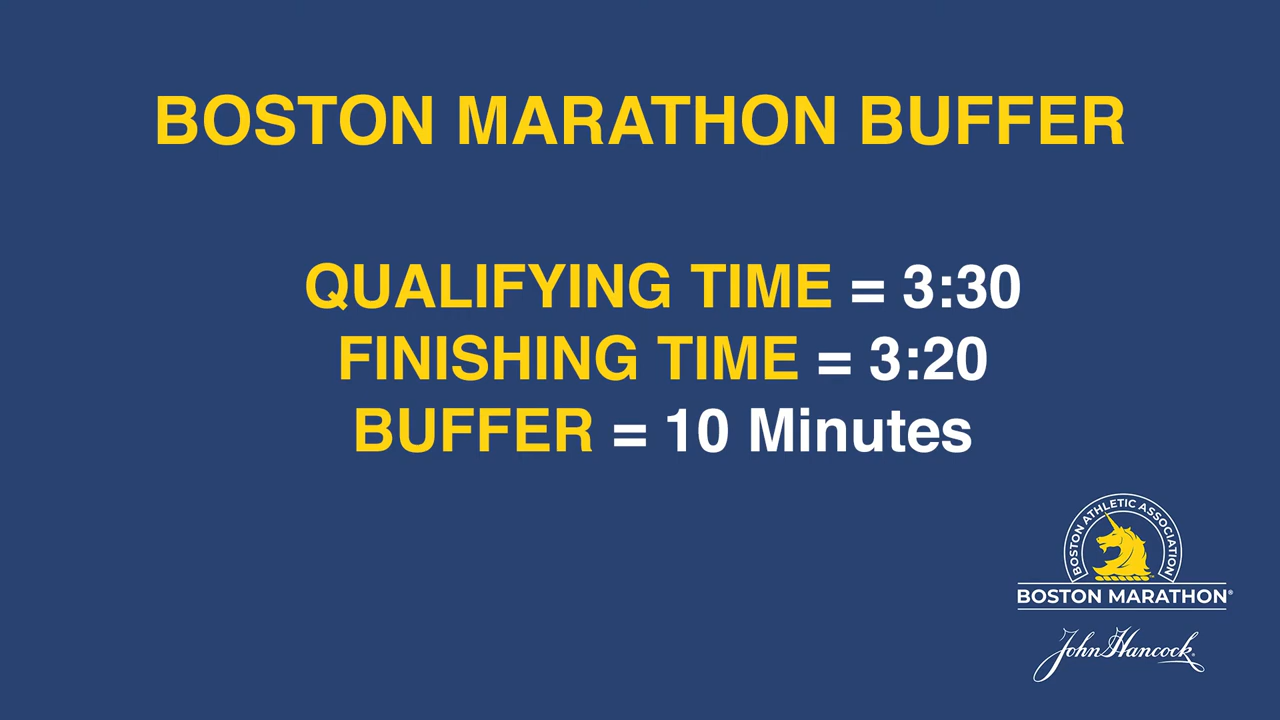 BOSTON MARATHON BUFFER
QUALIFYING TIME = 3:30
FINISHING TIME = 3:20
BUFFER = 10 Minutes
BOSTON ATHLETIC ASSOCIATION
BOSTON MARATHON®
John Hancock®